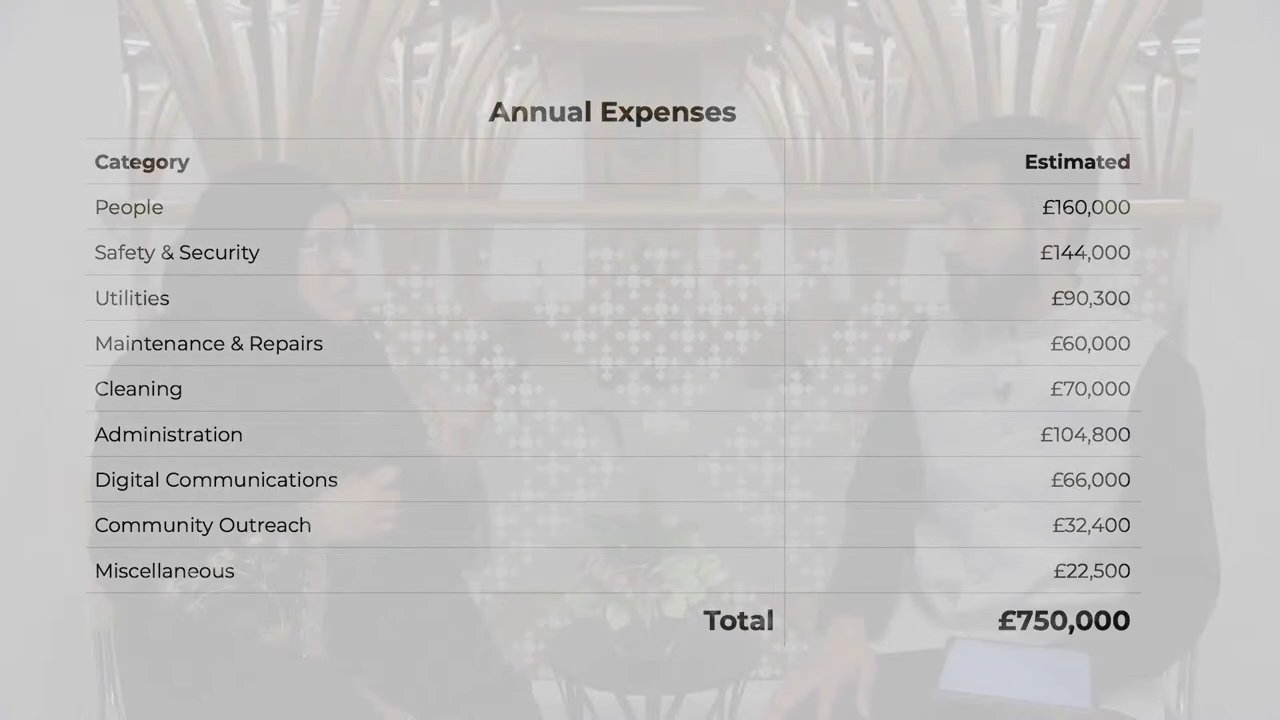 Annual Expenses
Category Estimated
People £160,000
Safety & Security £144,000
Utilities £90,300
Maintenance & Repairs £60,000
Cleaning £70,000
Administration £104,800
Digital Communications £66,000
Community Outreach £32,400
Miscellaneous £22,500
Total £750,000